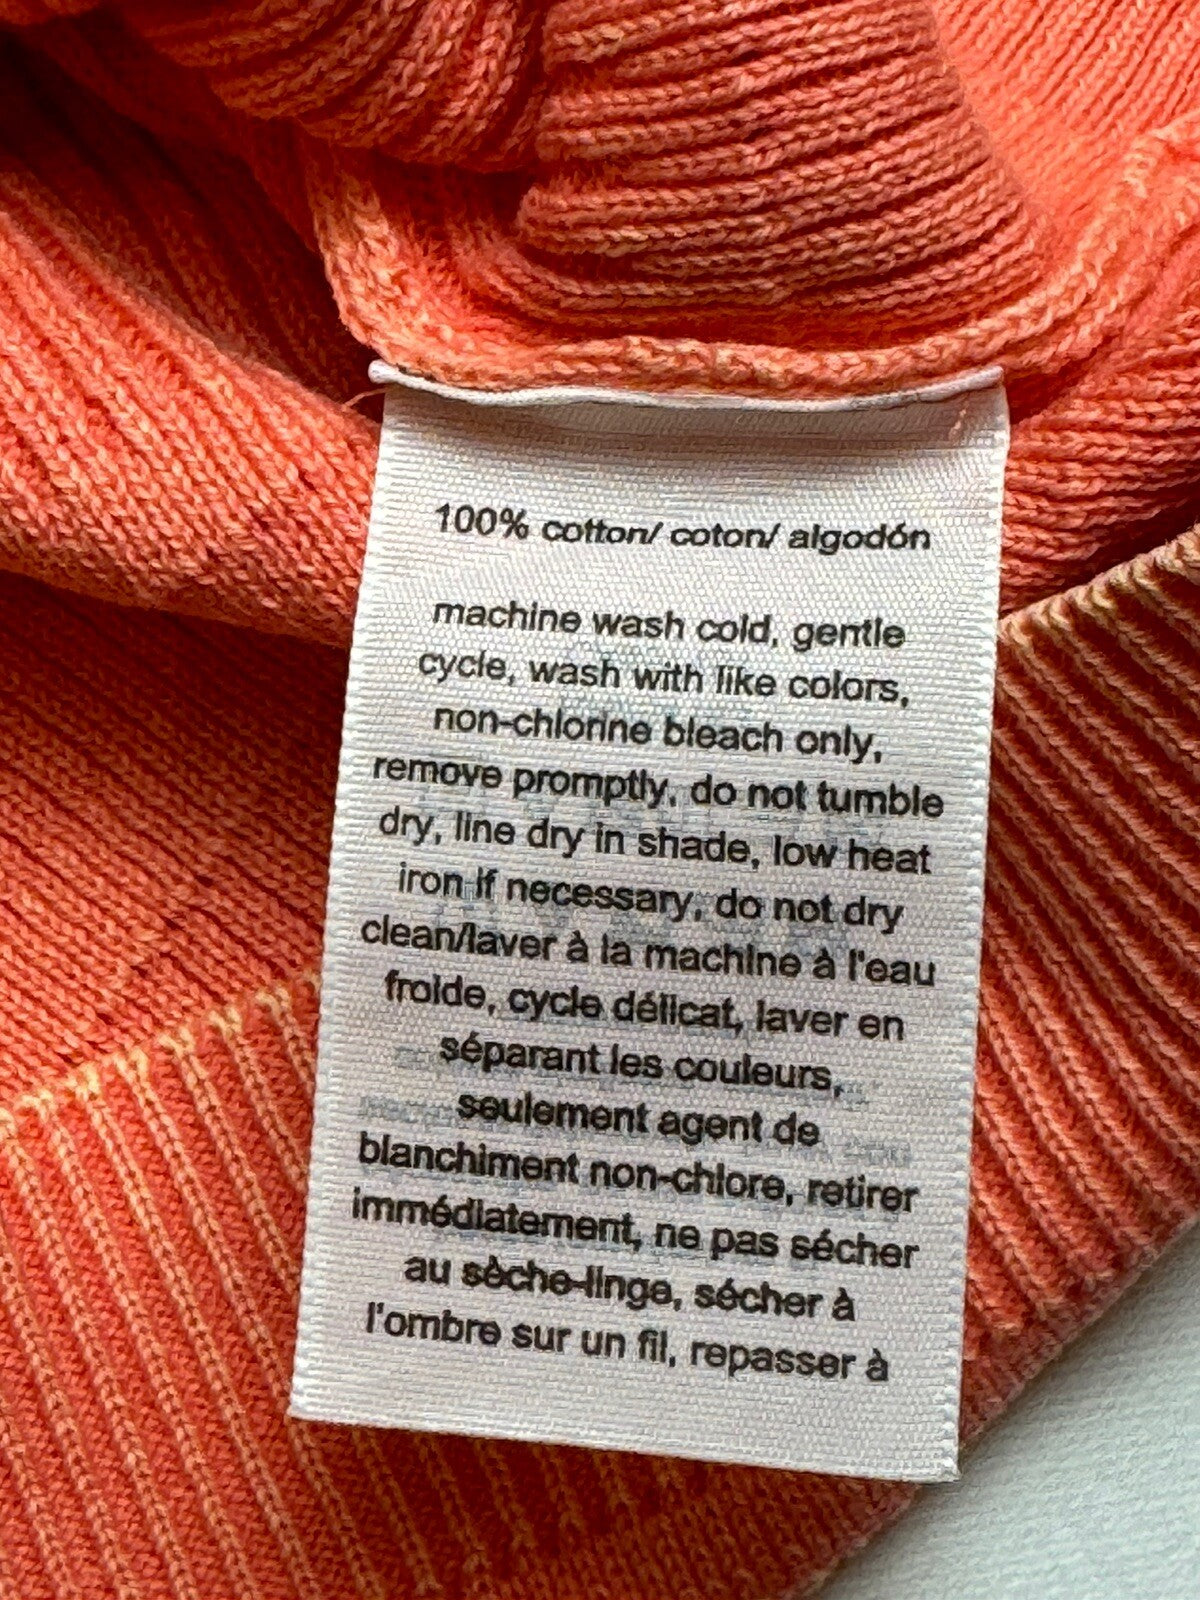 100% cotton/ coton/ algodón
machine wash cold, gentle
cycle, wash with like colors,
non-chlorine bleach only,
remove promptly, do not tumble
dry, line dry in shade, low heat
iron if necessary, do not dry
clean/laver à la machine à l'eau
froide, cycle délicat, laver en
séparant les couleurs,
seulement agent de
blanchiment non-chlore, retirer
immédiatement, ne pas sécher
au sèche-linge, sécher à
l'ombre sur un fil, repasser à